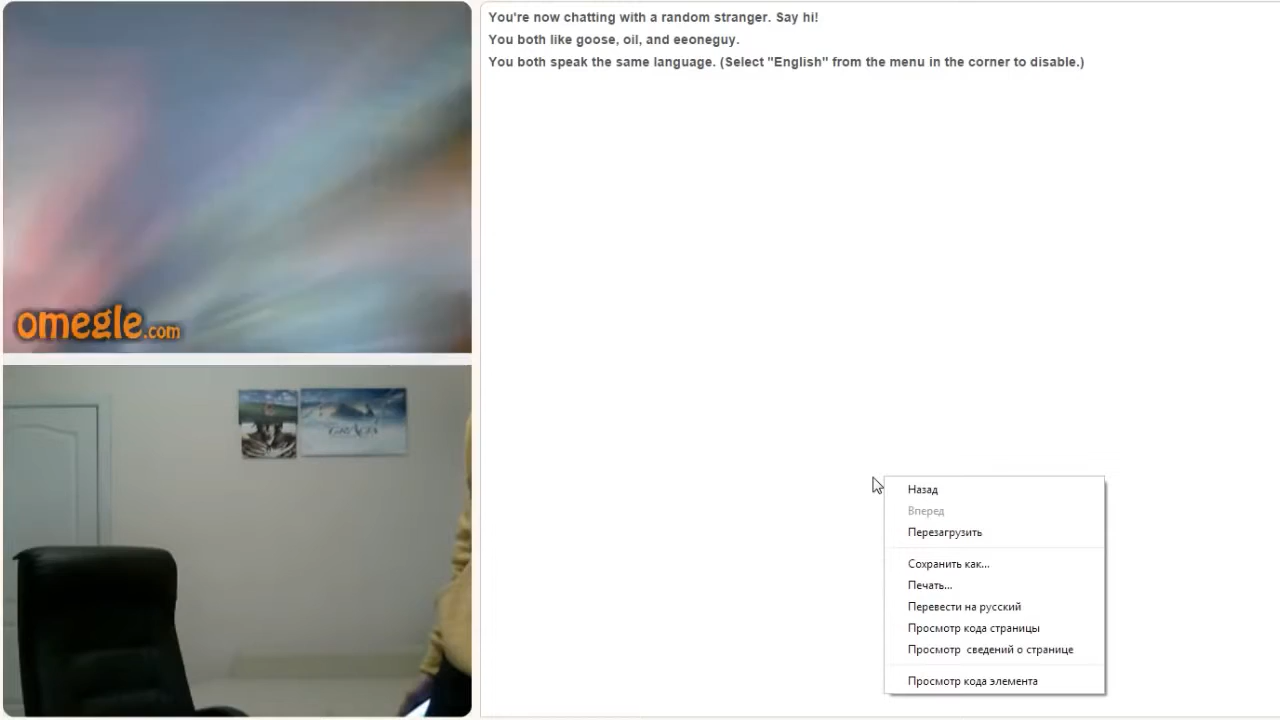 You're now chatting with a random stranger. Say hi!
You both like goose, oil, and eeoneguy.
You both speak the same language. (Select "English" from the menu in the corner to disable.)
omegle.com
Назад
Вперед
Перезагрузить
Сохранить как...
Печать...
Перевести на русский
Просмотр кода страницы
Просмотр сведений о странице
Просмотр кода элемента